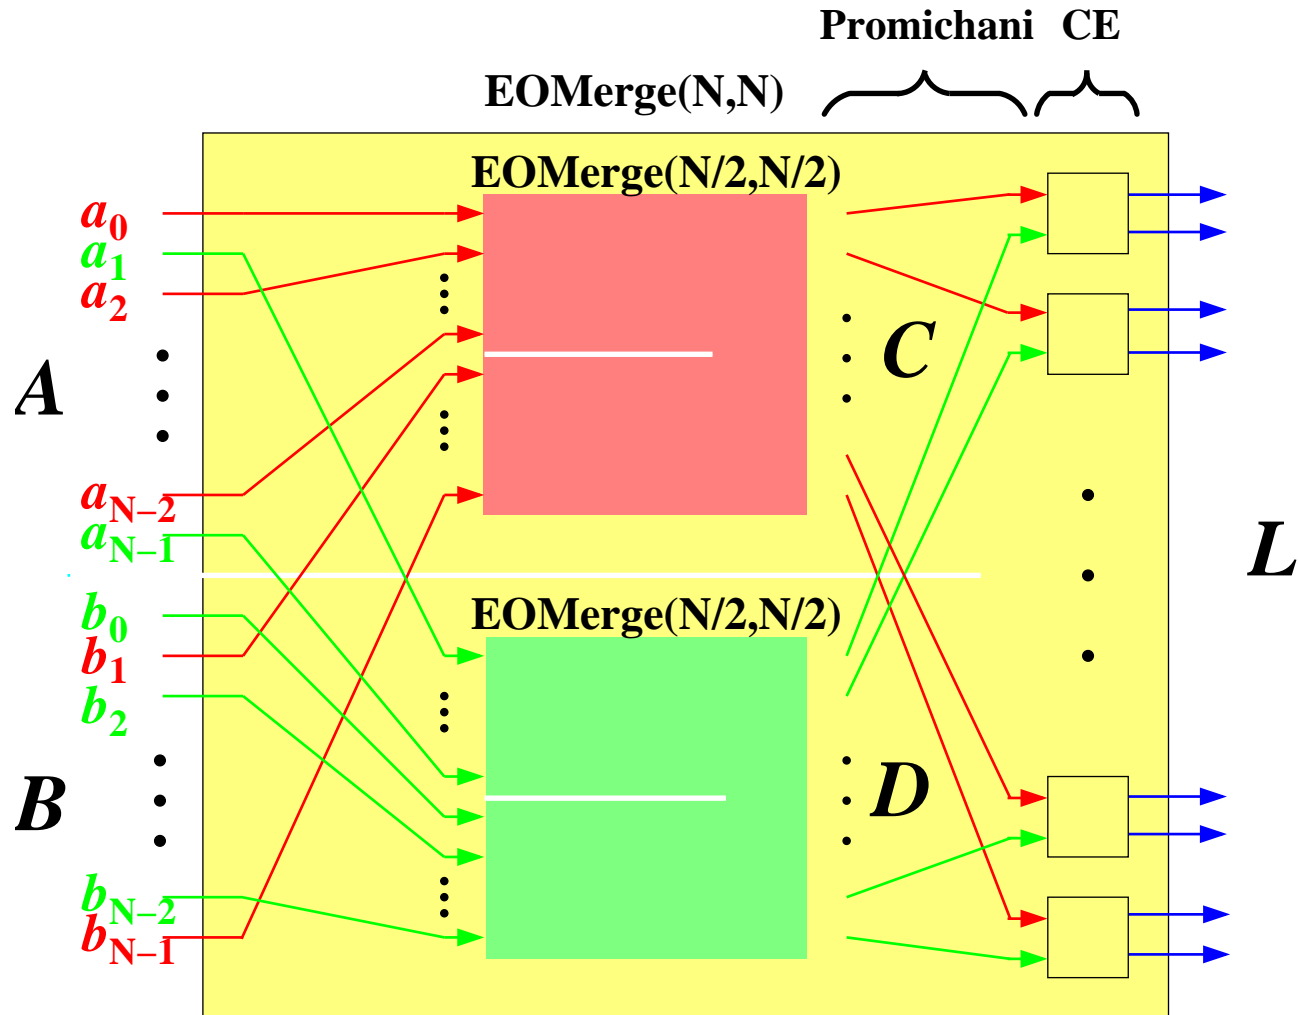 Promichani CE
EOMerge(N,N)
EOMerge(N/2,N/2)
a0
a1
a2
A
C
aN−2
aN−1
L
EOMerge(N/2,N/2)
b0
b1
b2
B
D
bN−2
bN−1